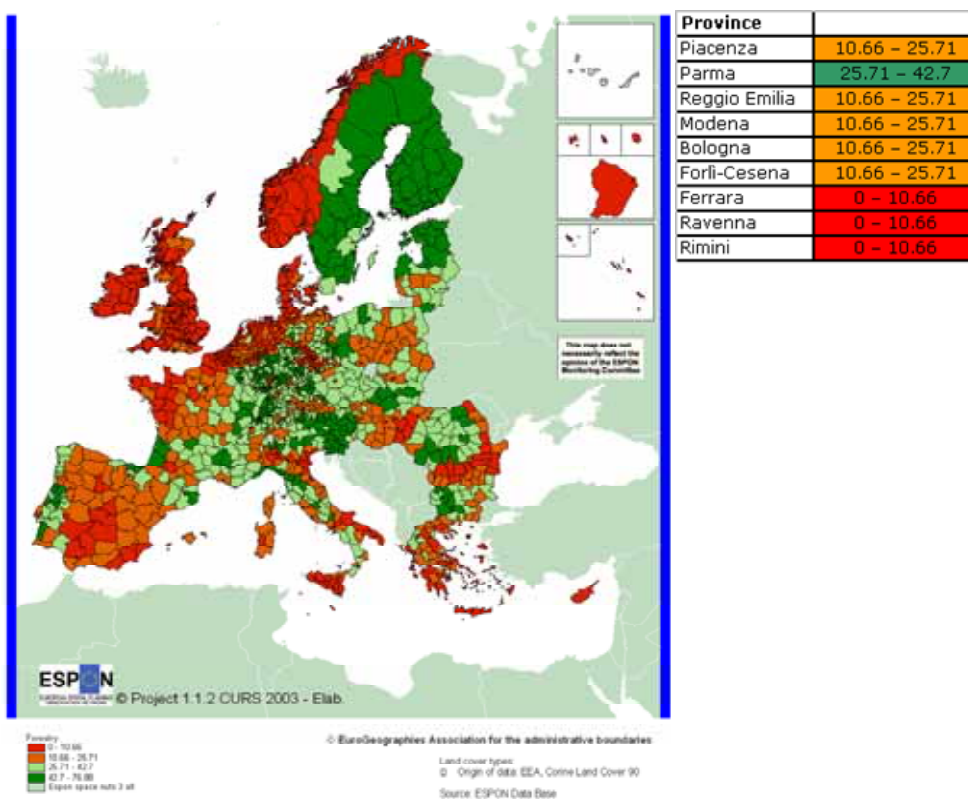 Province
Piacenza 10.66 – 25.71
Parma 25.71 – 42.7
Reggio Emilia 10.66 – 25.71
Modena 10.66 – 25.71
Bologna 10.66 – 25.71
Forlì-Cesena 10.66 – 25.71
Ferrara 0 – 10.66
Ravenna 0 – 10.66
Rimini 0 – 10.66
This map does not
necessarily reflect the
opinion of the ESPON
Monitoring Committee
ESPON
© Project 1.1.2 CURS 2003 - Elab.
© EuroGeographics Association for the administrative boundaries
Forestry
0 - 10.66
10.66 - 25.71
25.71 - 42.7
42.7 - 76.88
Espon space nuts 3 all
Land cover types:
Origin of data: EEA, Corine Land Cover 90
Source: ESPON Data Base